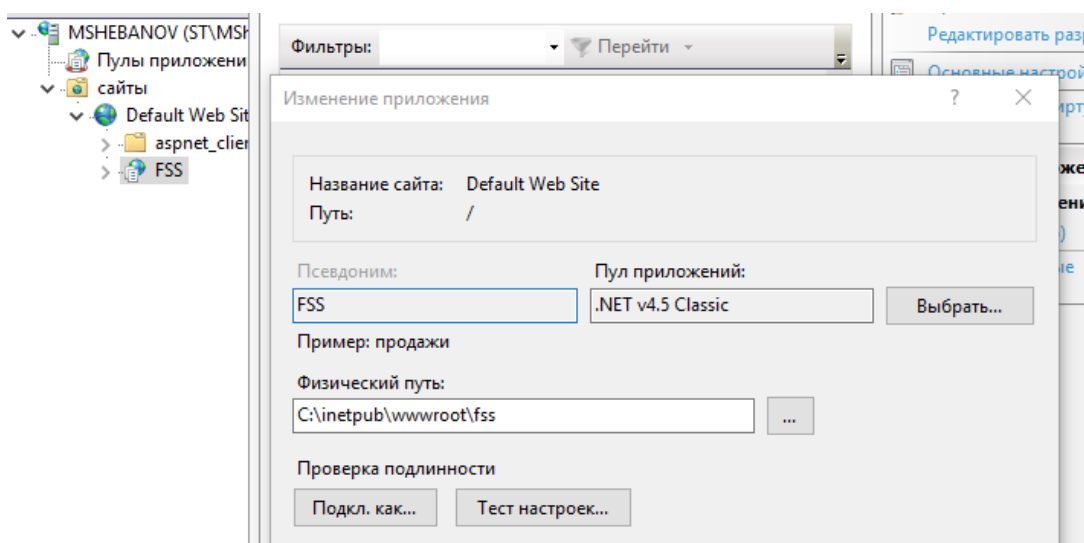 MSHEBANOV (ST\MSH
Пулы приложени
сайты
Default Web Sit
aspnet_clien
FSS
Фильтры:
Перейти
Редактировать раз
Основные настрой
Изменение приложения
?
Название сайта: Default Web Site
Путь: /
Псевдоним:
Пул приложений:
FSS
.NET v4.5 Classic
Выбрать...
Пример: продажи
Физический путь:
C:\inetpub\wwwroot\fss
...
Проверка подлинности
Подкл. как...
Тест настроек...